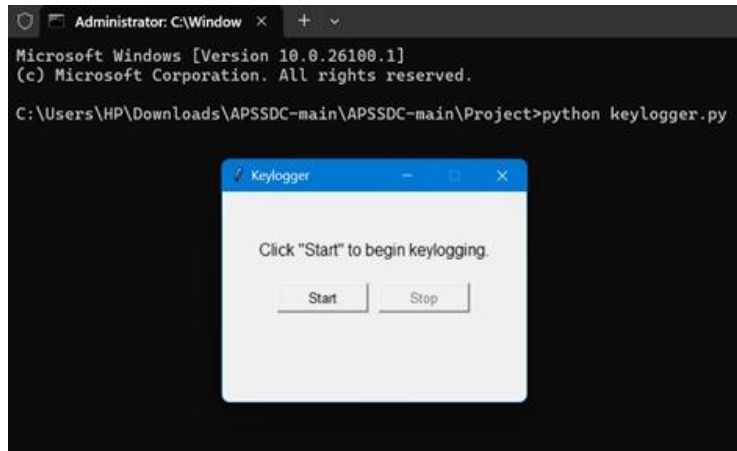 Administrator: C:\Window
Microsoft Windows [Version 10.0.26100.1]
(c) Microsoft Corporation. All rights reserved.
C:\Users\HP\Downloads\APSSDC-main\APSSDC-main\Project>python keylogger.py
Keylogger
Click "Start" to begin keylogging.
Start Stop